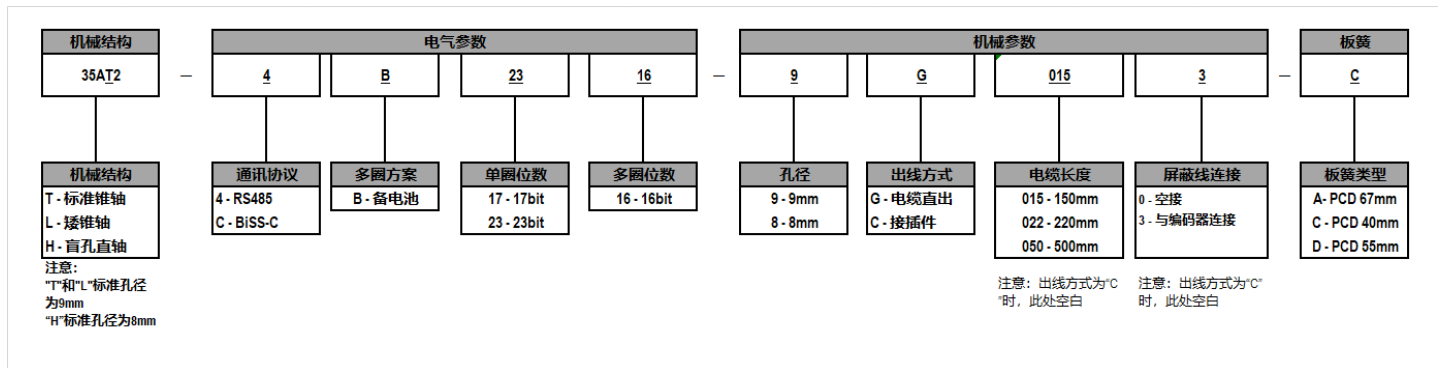 机械结构
电气参数
机械参数
板簧
35AT2 — 4 B 23 16 — 9 G 015 3 — C
机械结构
T - 标准锥轴
L - 矮锥轴
H - 盲孔直轴
注意：
"T"和"L"标准孔径
为9mm
“H”标准孔径为8mm
通讯协议
4 - RS485
C - BiSS-C
多圈方案
B - 备电池
单圈位数
17 - 17bit
23 - 23bit
多圈位数
16 - 16bit
孔径
9 - 9mm
8 - 8mm
出线方式
G - 电缆直出
C - 接插件
电缆长度
015 - 150mm
022 - 220mm
050 - 500mm
注意：出线方式为“C
”时，此处空白
屏蔽线连接
0 - 空接
3 - 与编码器连接
注意：出线方式为“C”
时，此处空白
板簧类型
A- PCD 67mm
C - PCD 40mm
D - PCD 55mm